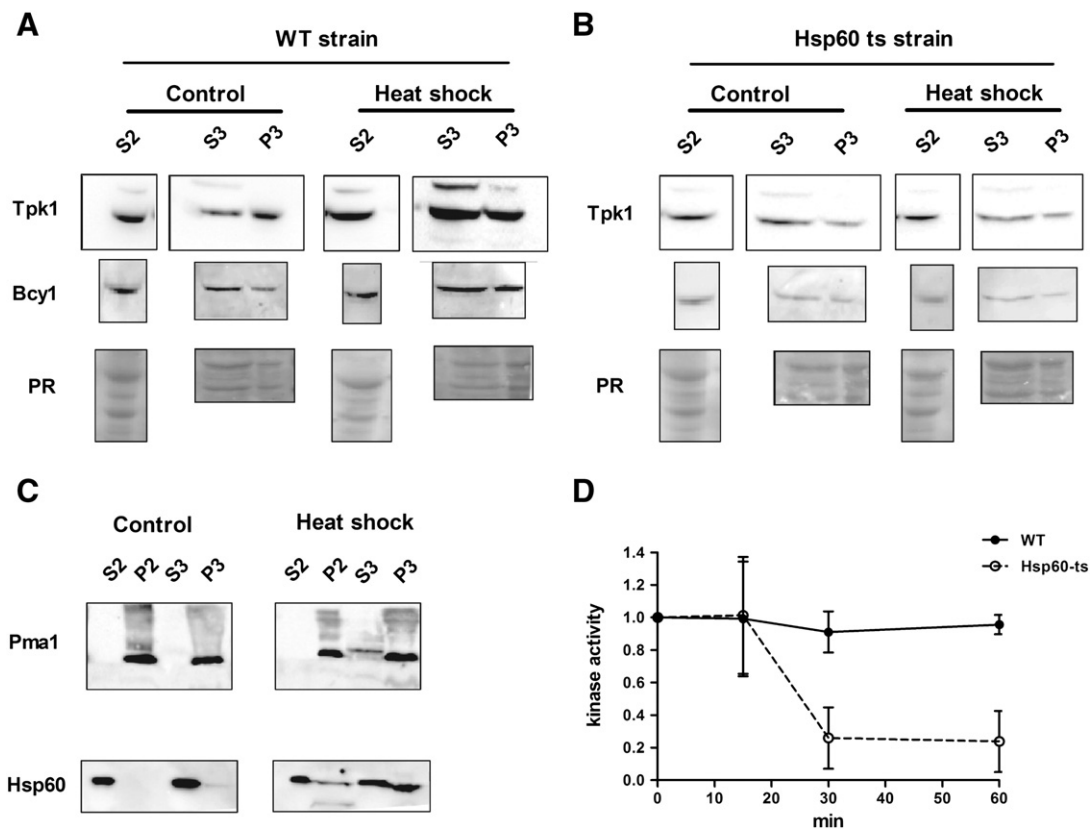 A
WT strain
Control Heat shock
S2 S3 P3 S2 S3 P3
Tpk1
Bcy1
PR
B
Hsp60 ts strain
Control Heat shock
S2 S3 P3 S2 S3 P3
Tpk1
Bcy1
PR
C
Control Heat shock
S2 P2 S3 P3 S2 P2 S3 P3
Pma1
Hsp60
D
WT
Hsp60-ts
kinase activity
1.4
1.2
1.0
0.8
0.6
0.4
0.2
0.0
0 10 20 30 40 50 60
min